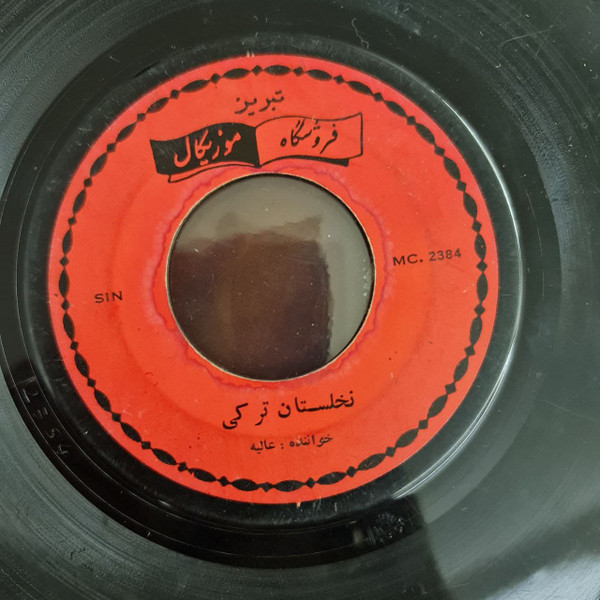 تبریز
فروشگاه موزیکال
MC. 2384
SIN
نخلستان ترکی
خواننده : عالیه